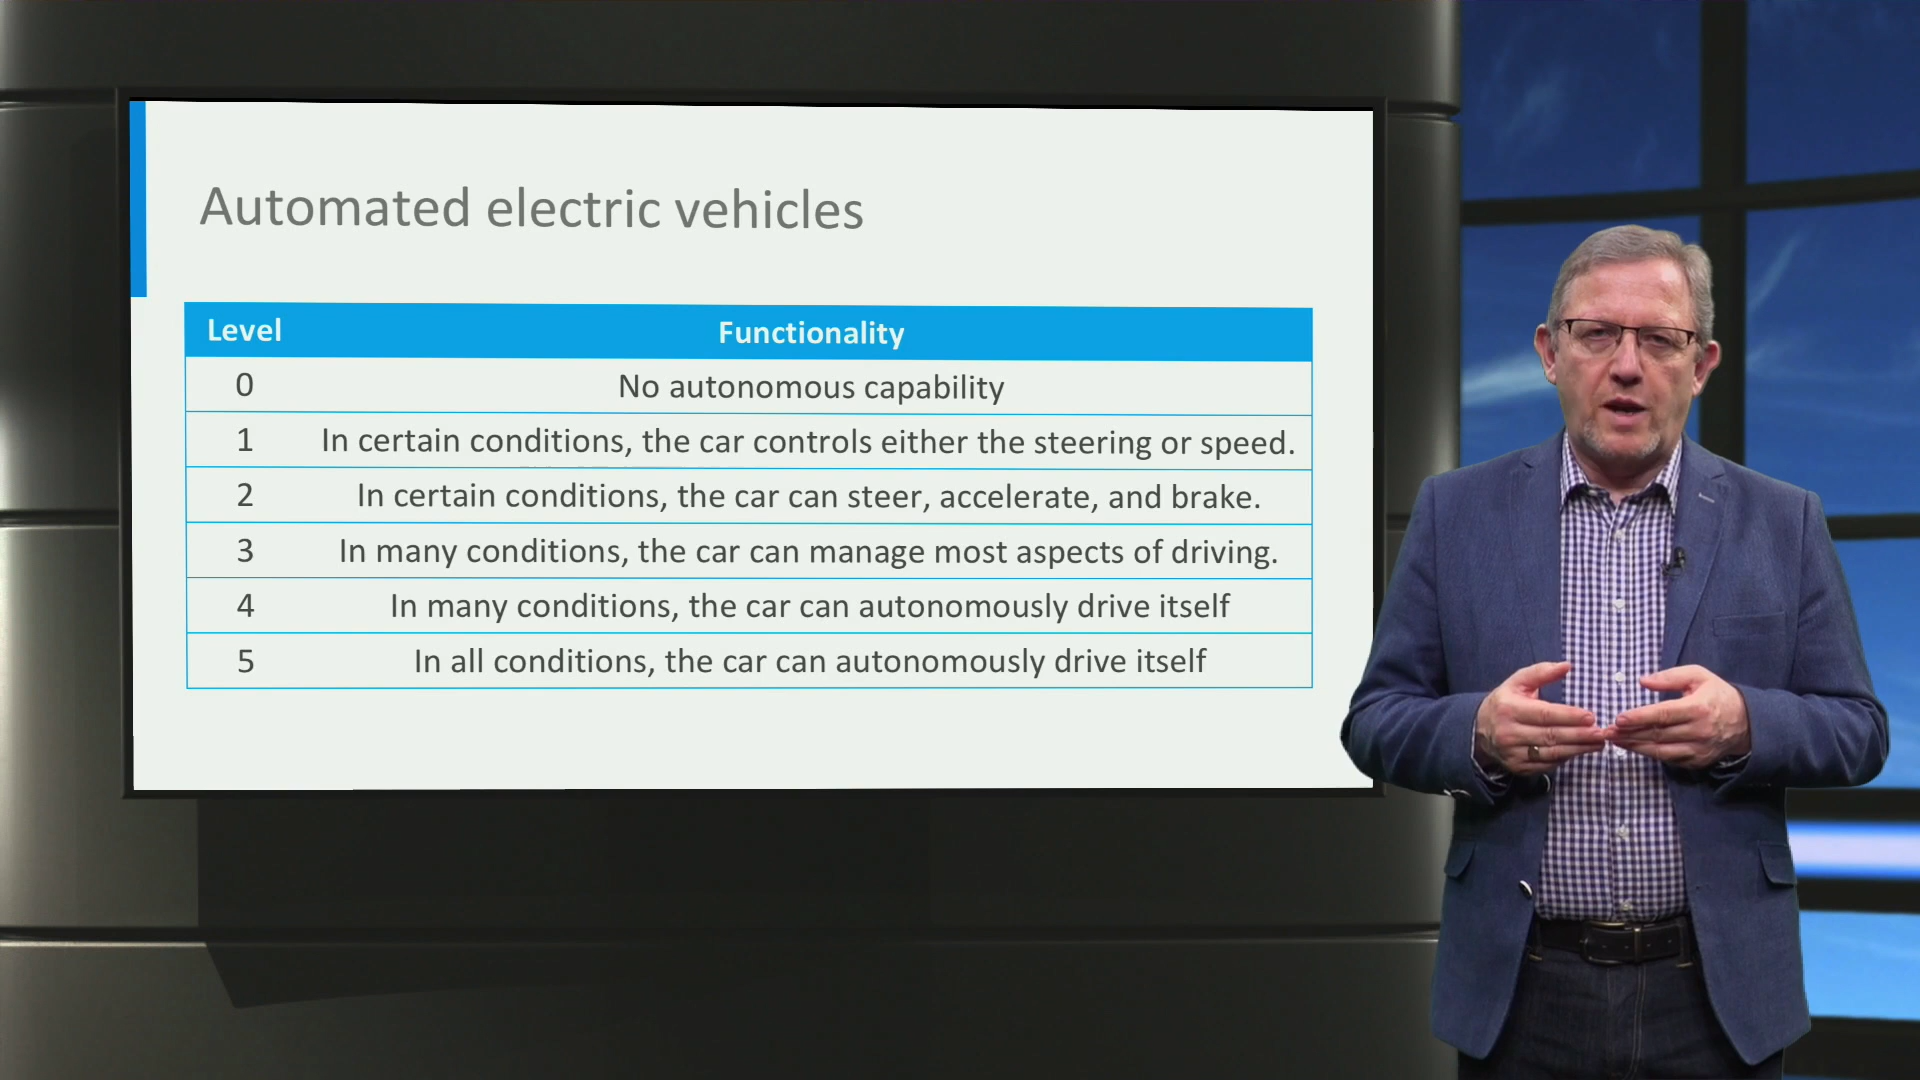 Automated electric vehicles
Level Functionality
0 No autonomous capability
1 In certain conditions, the car controls either the steering or speed.
2 In certain conditions, the car can steer, accelerate, and brake.
3 In many conditions, the car can manage most aspects of driving.
4 In many conditions, the car can autonomously drive itself
5 In all conditions, the car can autonomously drive itself